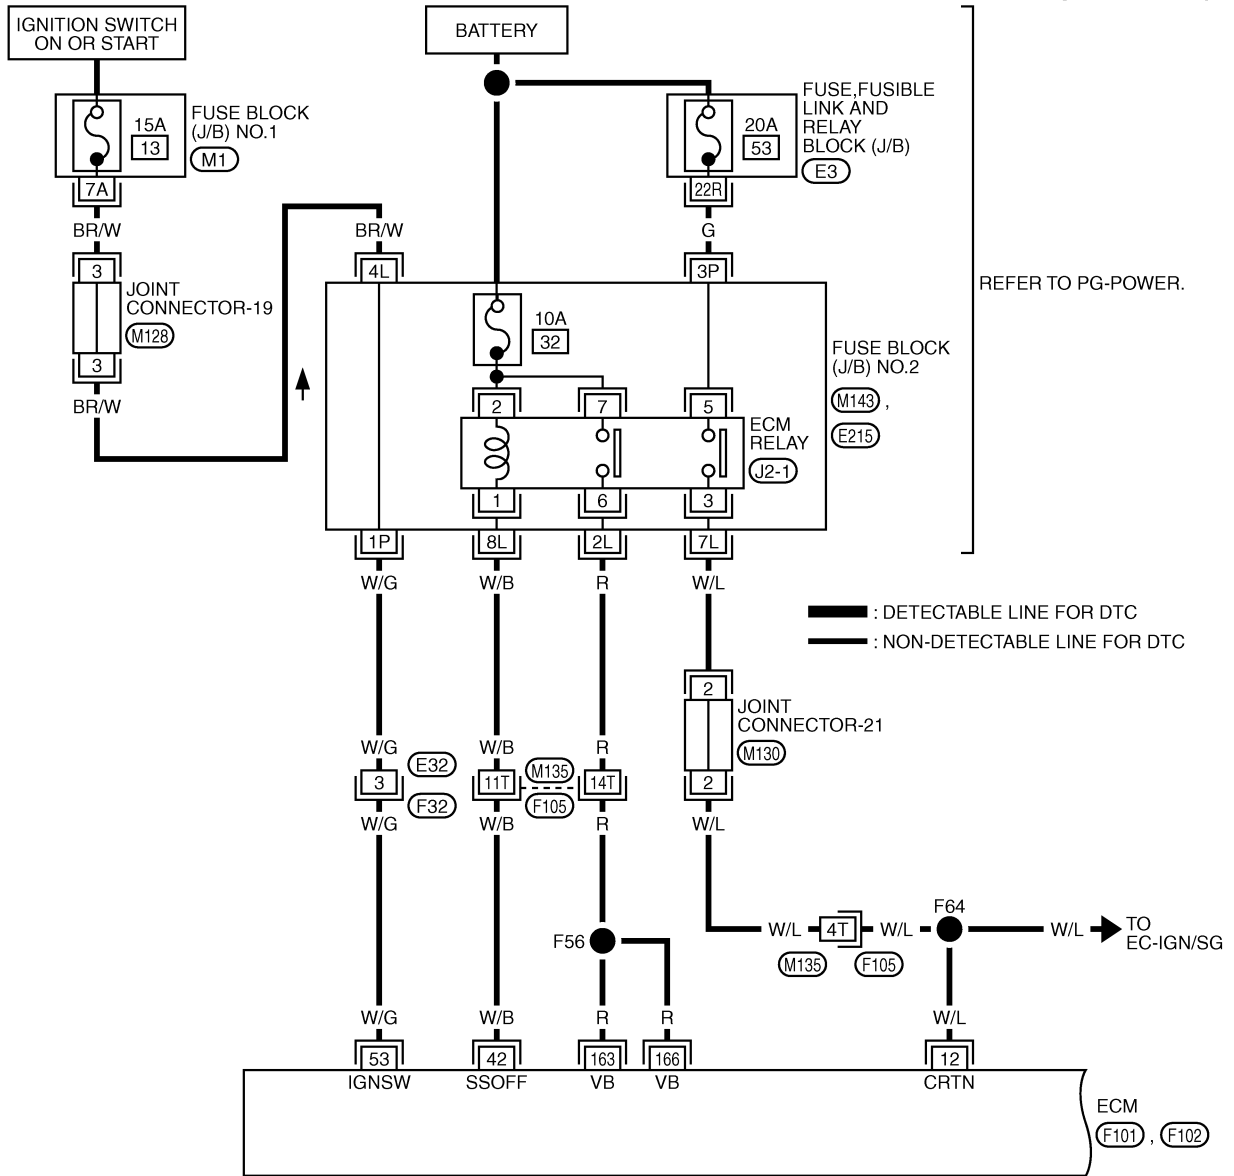 IGNITION SWITCH
ON OR START
BATTERY
15A
13
FUSE BLOCK
(J/B) NO.1
M1
7A
BR/W
3
JOINT
CONNECTOR-19
M128
3
BR/W
BR/W
4L
20A
53
FUSE,FUSIBLE
LINK AND
RELAY
BLOCK (J/B)
E3
22R
G
3P
REFER TO PG-POWER.
10A
32
FUSE BLOCK
(J/B) NO.2
M143 ,
E215
2
7
5
ECM
RELAY
J2-1
1
6
3
1P
8L
2L
7L
W/G
W/B
R
W/L
: DETECTABLE LINE FOR DTC
: NON-DETECTABLE LINE FOR DTC
2
JOINT
CONNECTOR-21
M130
2
W/L
W/G
W/B
R
3
E32
F32
11T
M135
F105
14T
W/G
W/B
R
F56
W/L
4T
W/L
M135
F105
F64
W/L
TO
EC-IGN/SG
W/G
W/B
R
R
W/L
53
42
163
166
12
IGNSW
SSOFF
VB
VB
CRTN
ECM
F101 , F102